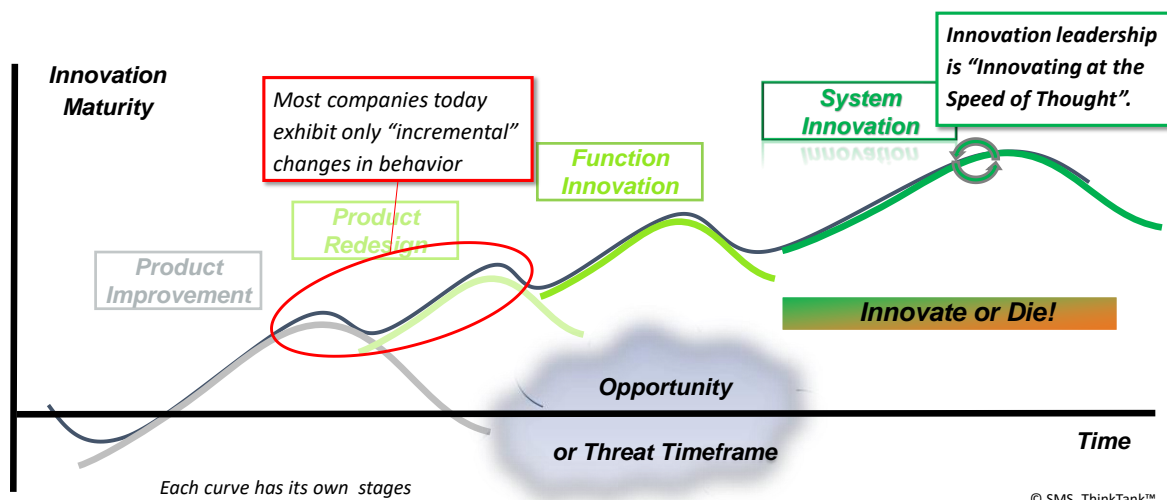 Innovation
Maturity
Most companies today
exhibit only “incremental”
changes in behavior
Innovation leadership
is “Innovating at the
Speed of Thought”.
System
Innovation
Function
Innovation
Product
Redesign
Product
Improvement
Innovate or Die!
Opportunity
or Threat Timeframe
Time
Each curve has its own stages
© SMS ThinkTank™